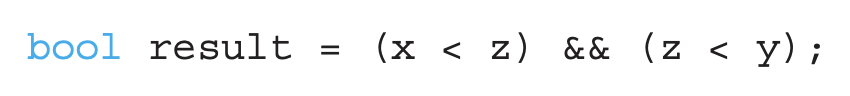 bool result = (x < z) && (z < y);